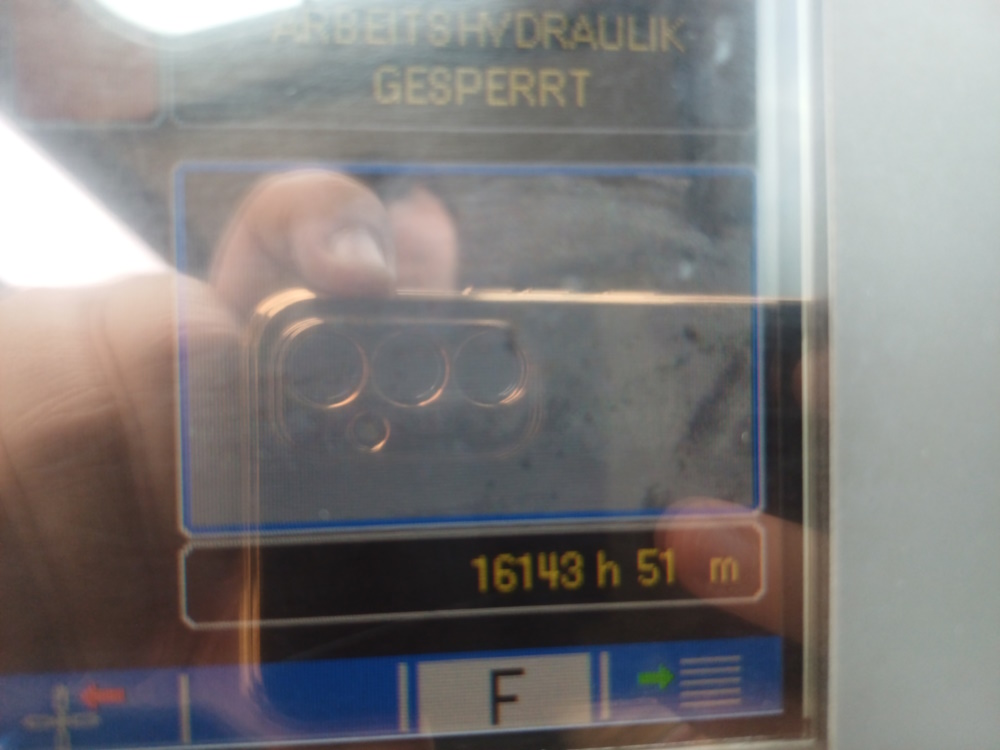 ARBEITSHYDRAULIK
GESPERRT
16143 h 51 m
F